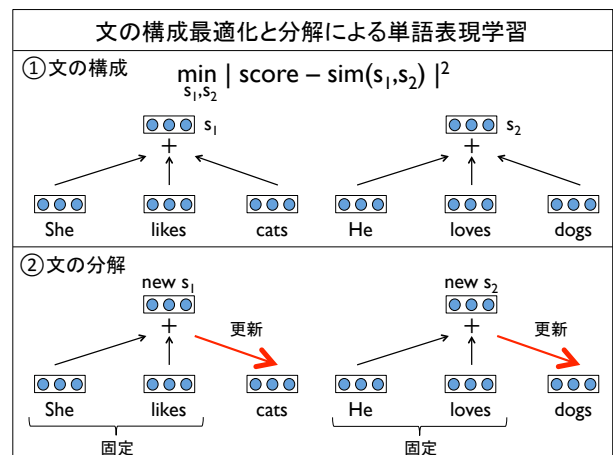 文の構成最適化と分解による単語表現学習
①文の構成
min | score – sim(s₁,s₂) |²
s₁,s₂
s₁ s₂
+ +
She likes cats He loves dogs
②文の分解
new s₁ new s₂
+ 更新 + 更新
She likes cats He loves dogs
固定 固定